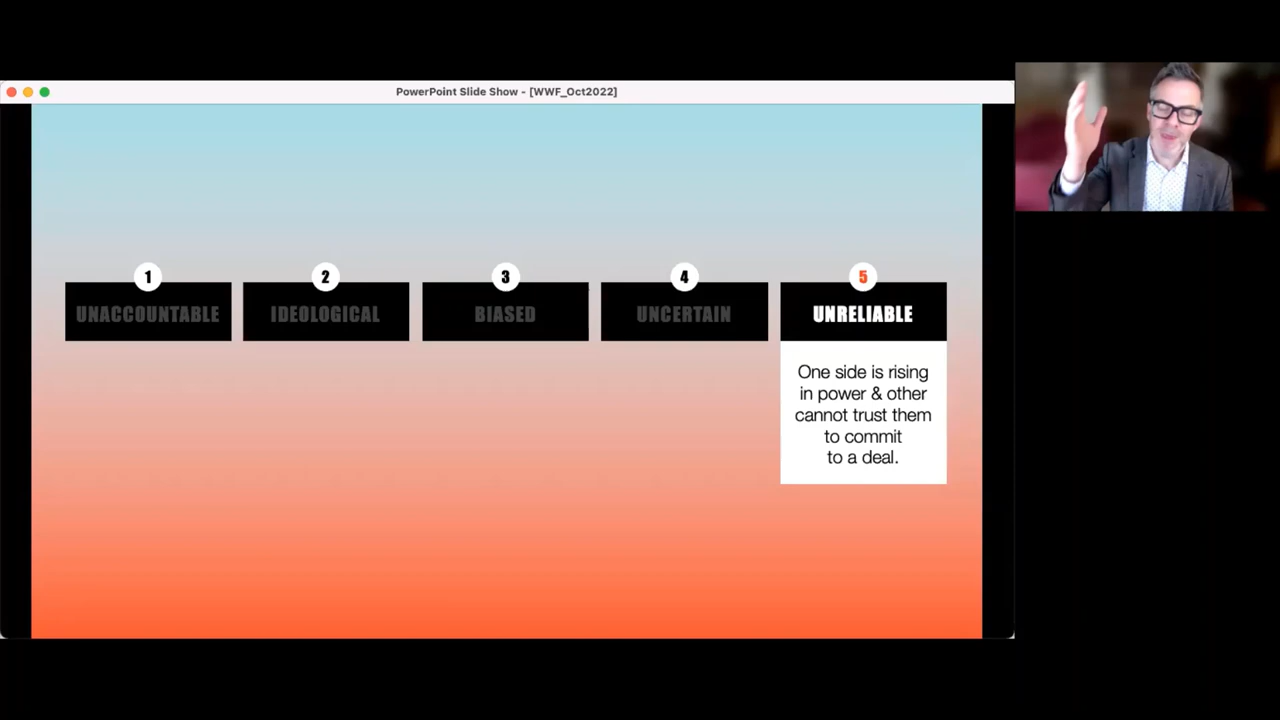 PowerPoint Slide Show - [WWF_Oct2022]
1
2
3
4
5
UNACCOUNTABLE
IDEOLOGICAL
BIASED
UNCERTAIN
UNRELIABLE
One side is rising
in power & other
cannot trust them
to commit
to a deal.